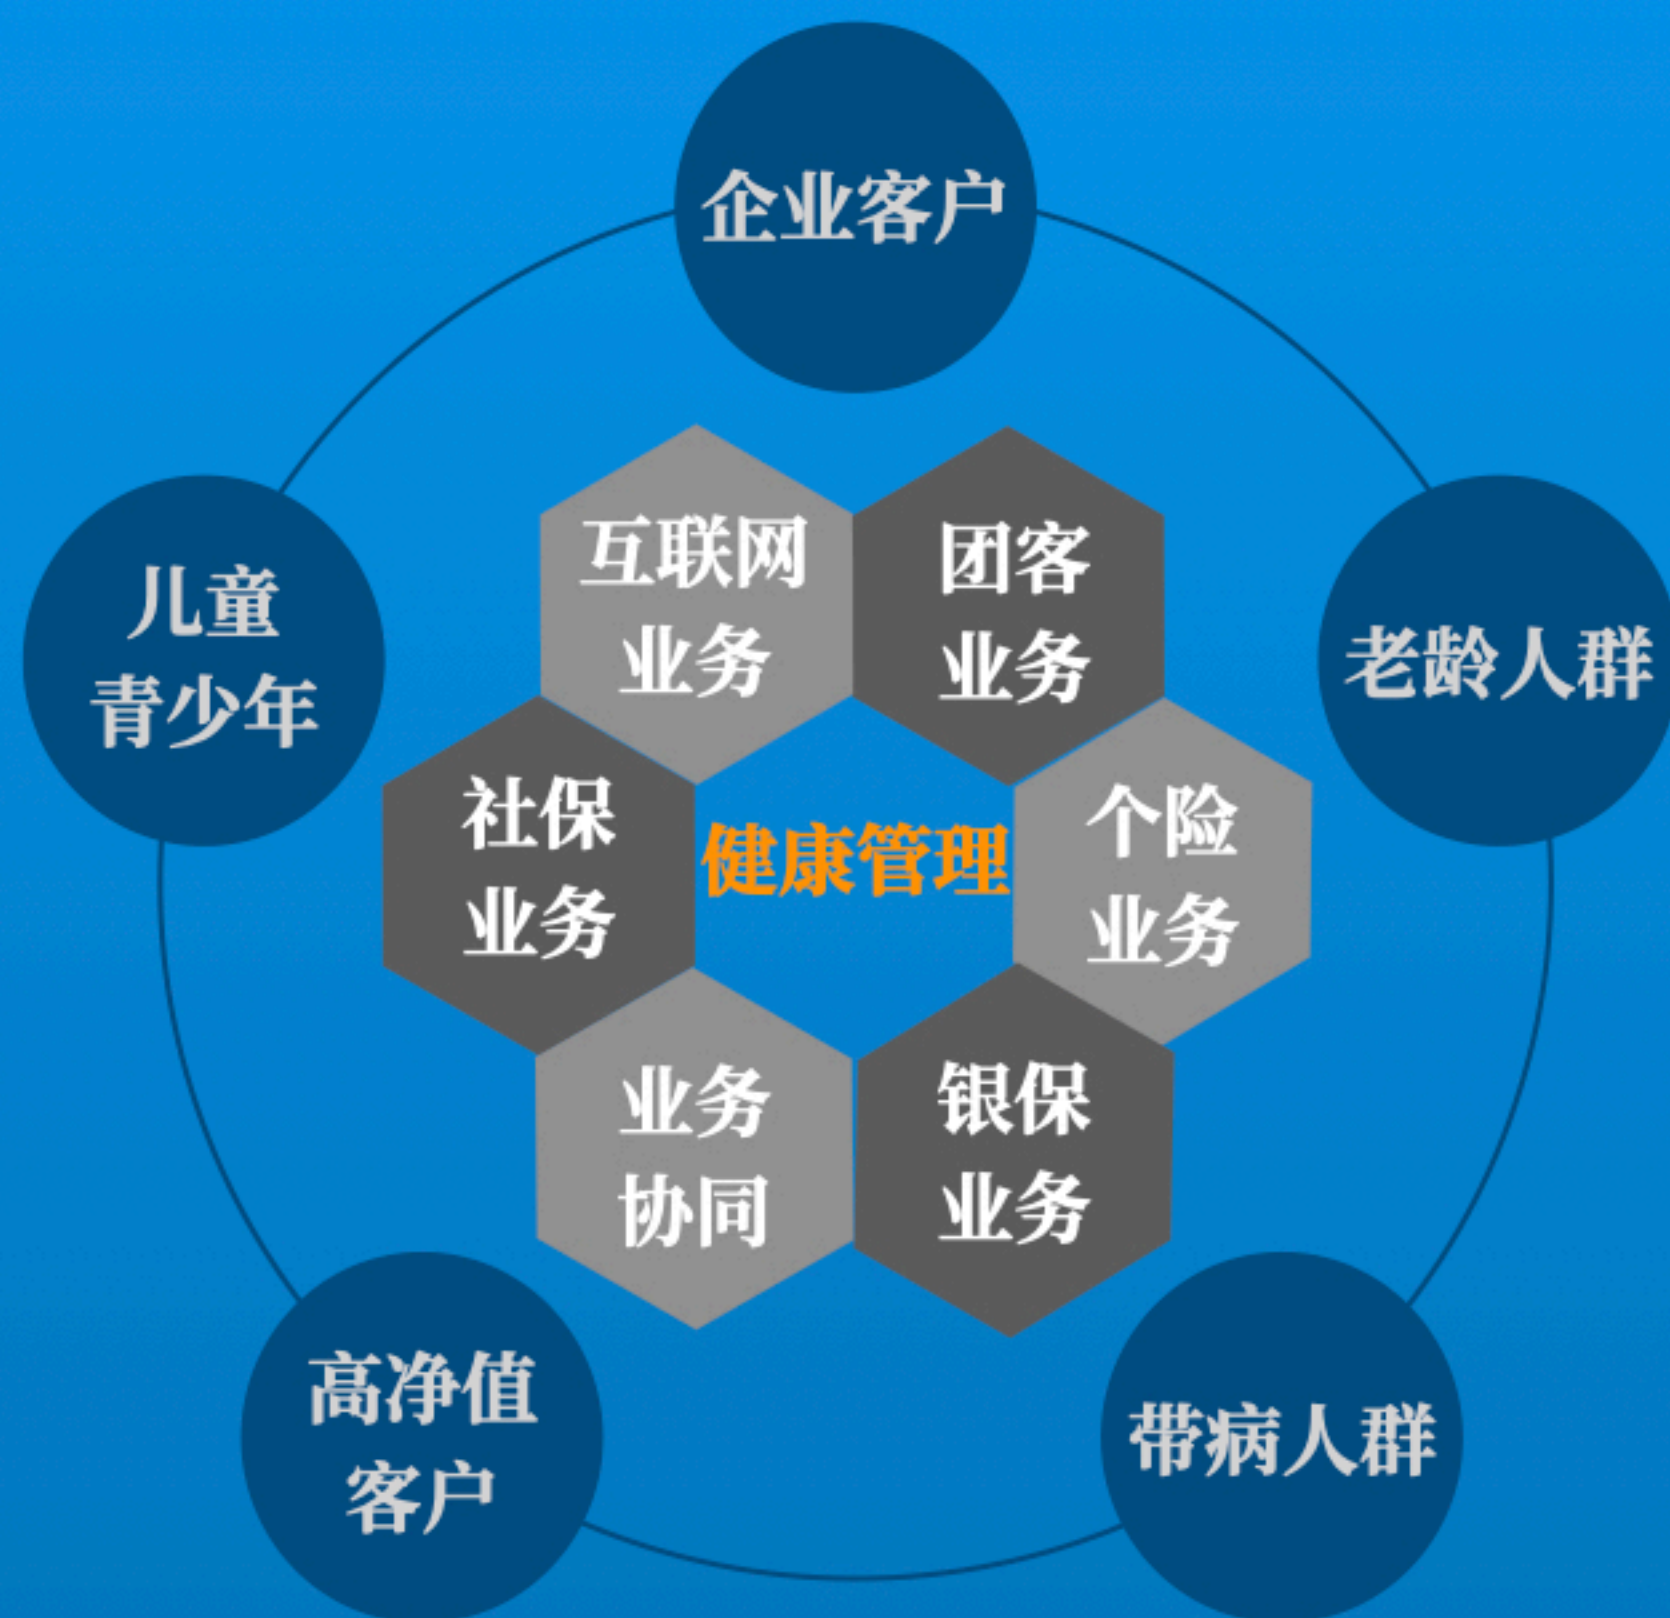 企业客户
互联网
业务
团客
业务
儿童
青少年
老龄人群
社保
业务
健康管理
个险
业务
业务
协同
银保
业务
高净值
客户
带病人群